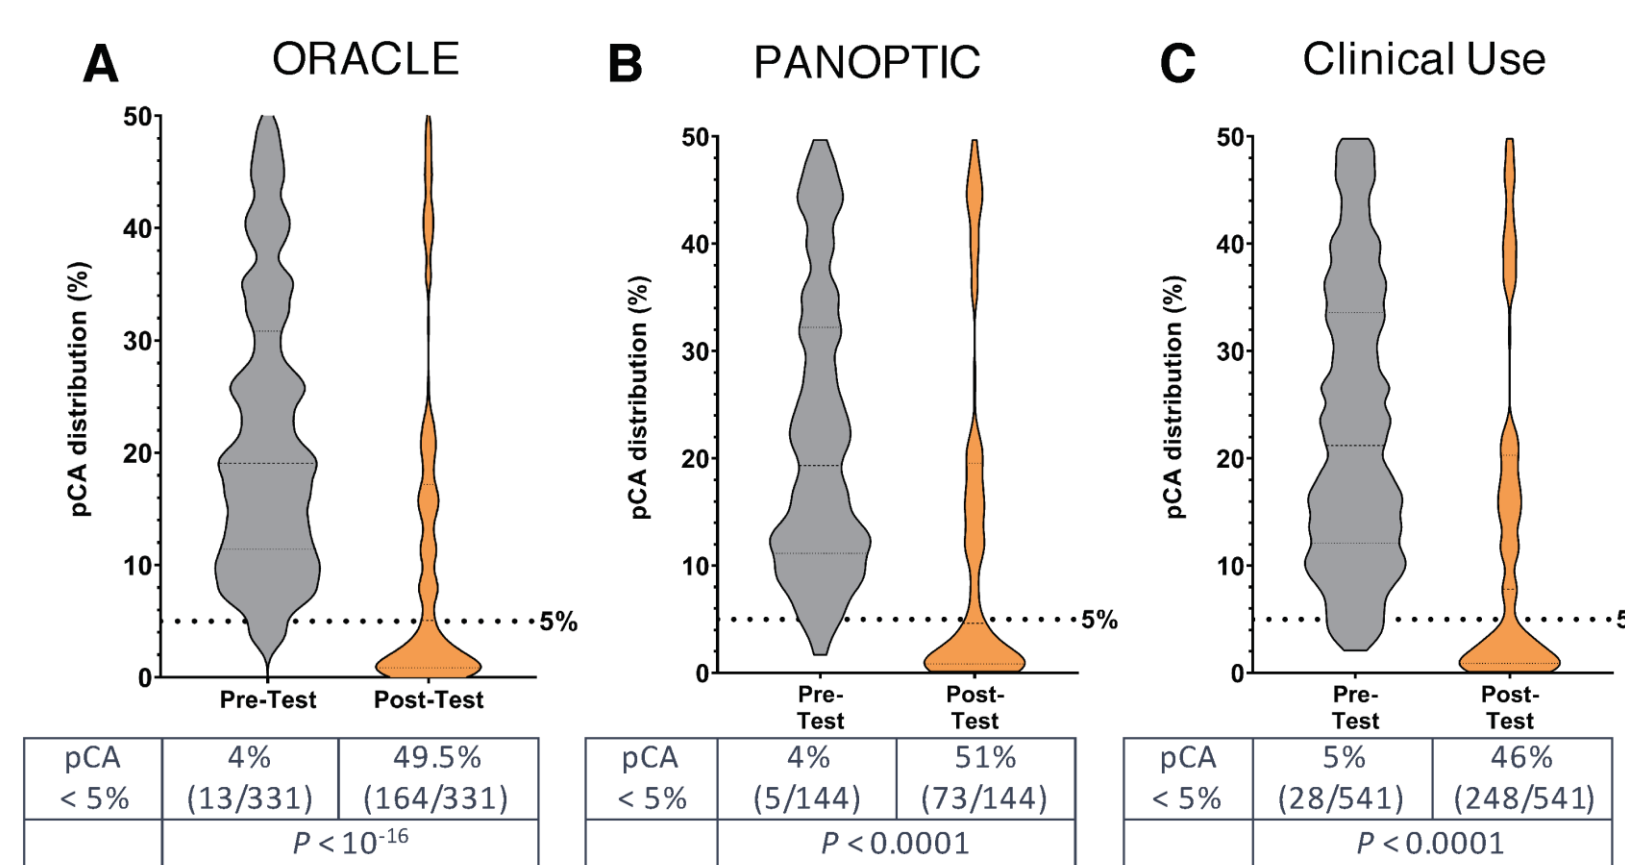 A ORACLE
pCA distribution (%)
50
40
30
20
10
0
5%
Pre-Test Post-Test
pCA < 5% 4% (13/331) 49.5% (164/331)
P < 10-16
B PANOPTIC
pCA distribution (%)
50
40
30
20
10
0
5%
Pre-
Test
Post-
Test
pCA < 5% 4% (5/144) 51% (73/144)
P < 0.0001
C Clinical Use
pCA distribution (%)
50
40
30
20
10
0
5
Pre-
Test
Post-
Test
pCA < 5% 5% (28/541) 46% (248/541)
P < 0.0001